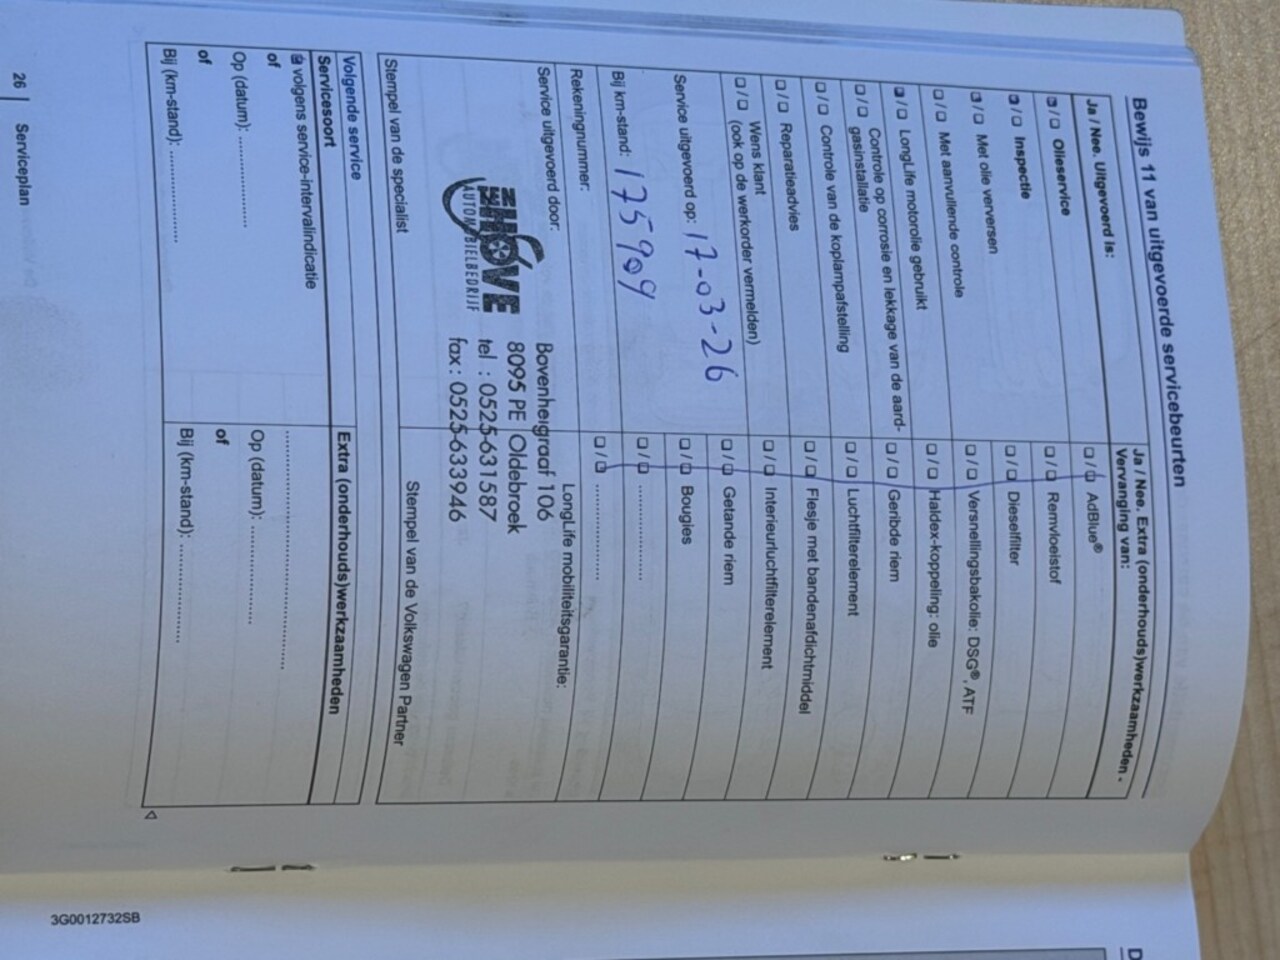 Bewijs 11 van uitgevoerde servicebeurten
Ja / Nee. Uitgevoerd is:
/ Olieservice
/ Inspectie
/ Met olie verversen
/ Met aanvullende controle
/ LongLife motorolie gebruikt
/ Controle op corrosie en lekkage van de aard-
gasinstallatie
/ Controle van de koplampafstelling
/ Reparatieadvies
/ Wens klant
(ook op de werkorder vermelden)
Service uitgevoerd op: 17-03-26
Bij km-stand: 175909
Rekeningnummer:
Ja / Nee. Extra (onderhouds)werkzaamheden -
Vervanging van:
/ AdBlue®
/ Remvloeistof
/ Dieselfilter
/ Versnellingsbakolie: DSG®, ATF
/ Haldex-koppeling: olie
/ Geribde riem
/ Luchtfilterelement
/ Flesje met bandenafdichtmiddel
/ Interieurluchtfilterelement
/ Getande riem
/ Bougies
/ ..............
/ ..............
Service uitgevoerd door:
LongLife mobiliteitsgarantie:
HOVE
AUTOMOBIELBEDRIJF
Bovenheigraaf 106
8095 PE Oldebroek
tel : 0525-631587
fax : 0525-633946
Stempel van de specialist
Stempel van de Volkswagen Partner
Volgende service
Servicesoort
volgens service-intervalindicatie
of
Op (datum): ..............
of
Bij (km-stand): ..............
Extra (onderhouds)werkzaamheden
..............
Op (datum): ..............
of
Bij (km-stand): ..............
26 | Serviceplan
3G0012732SB
D